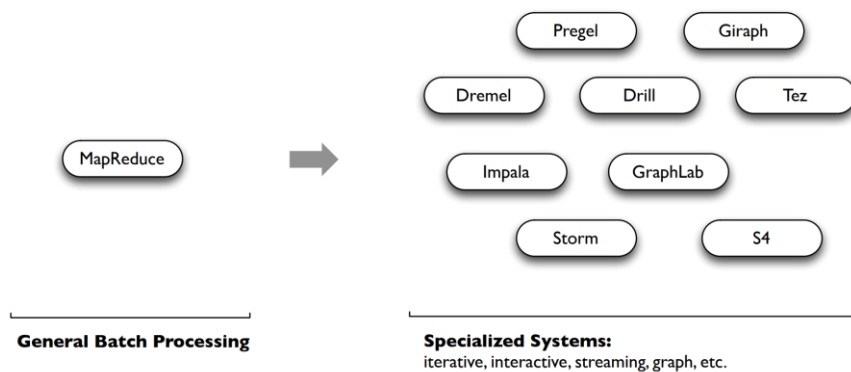 Pregel
Giraph
Dremel
Drill
Tez
MapReduce
Impala
GraphLab
Storm
S4
General Batch Processing
Specialized Systems:
iterative, interactive, streaming, graph, etc.